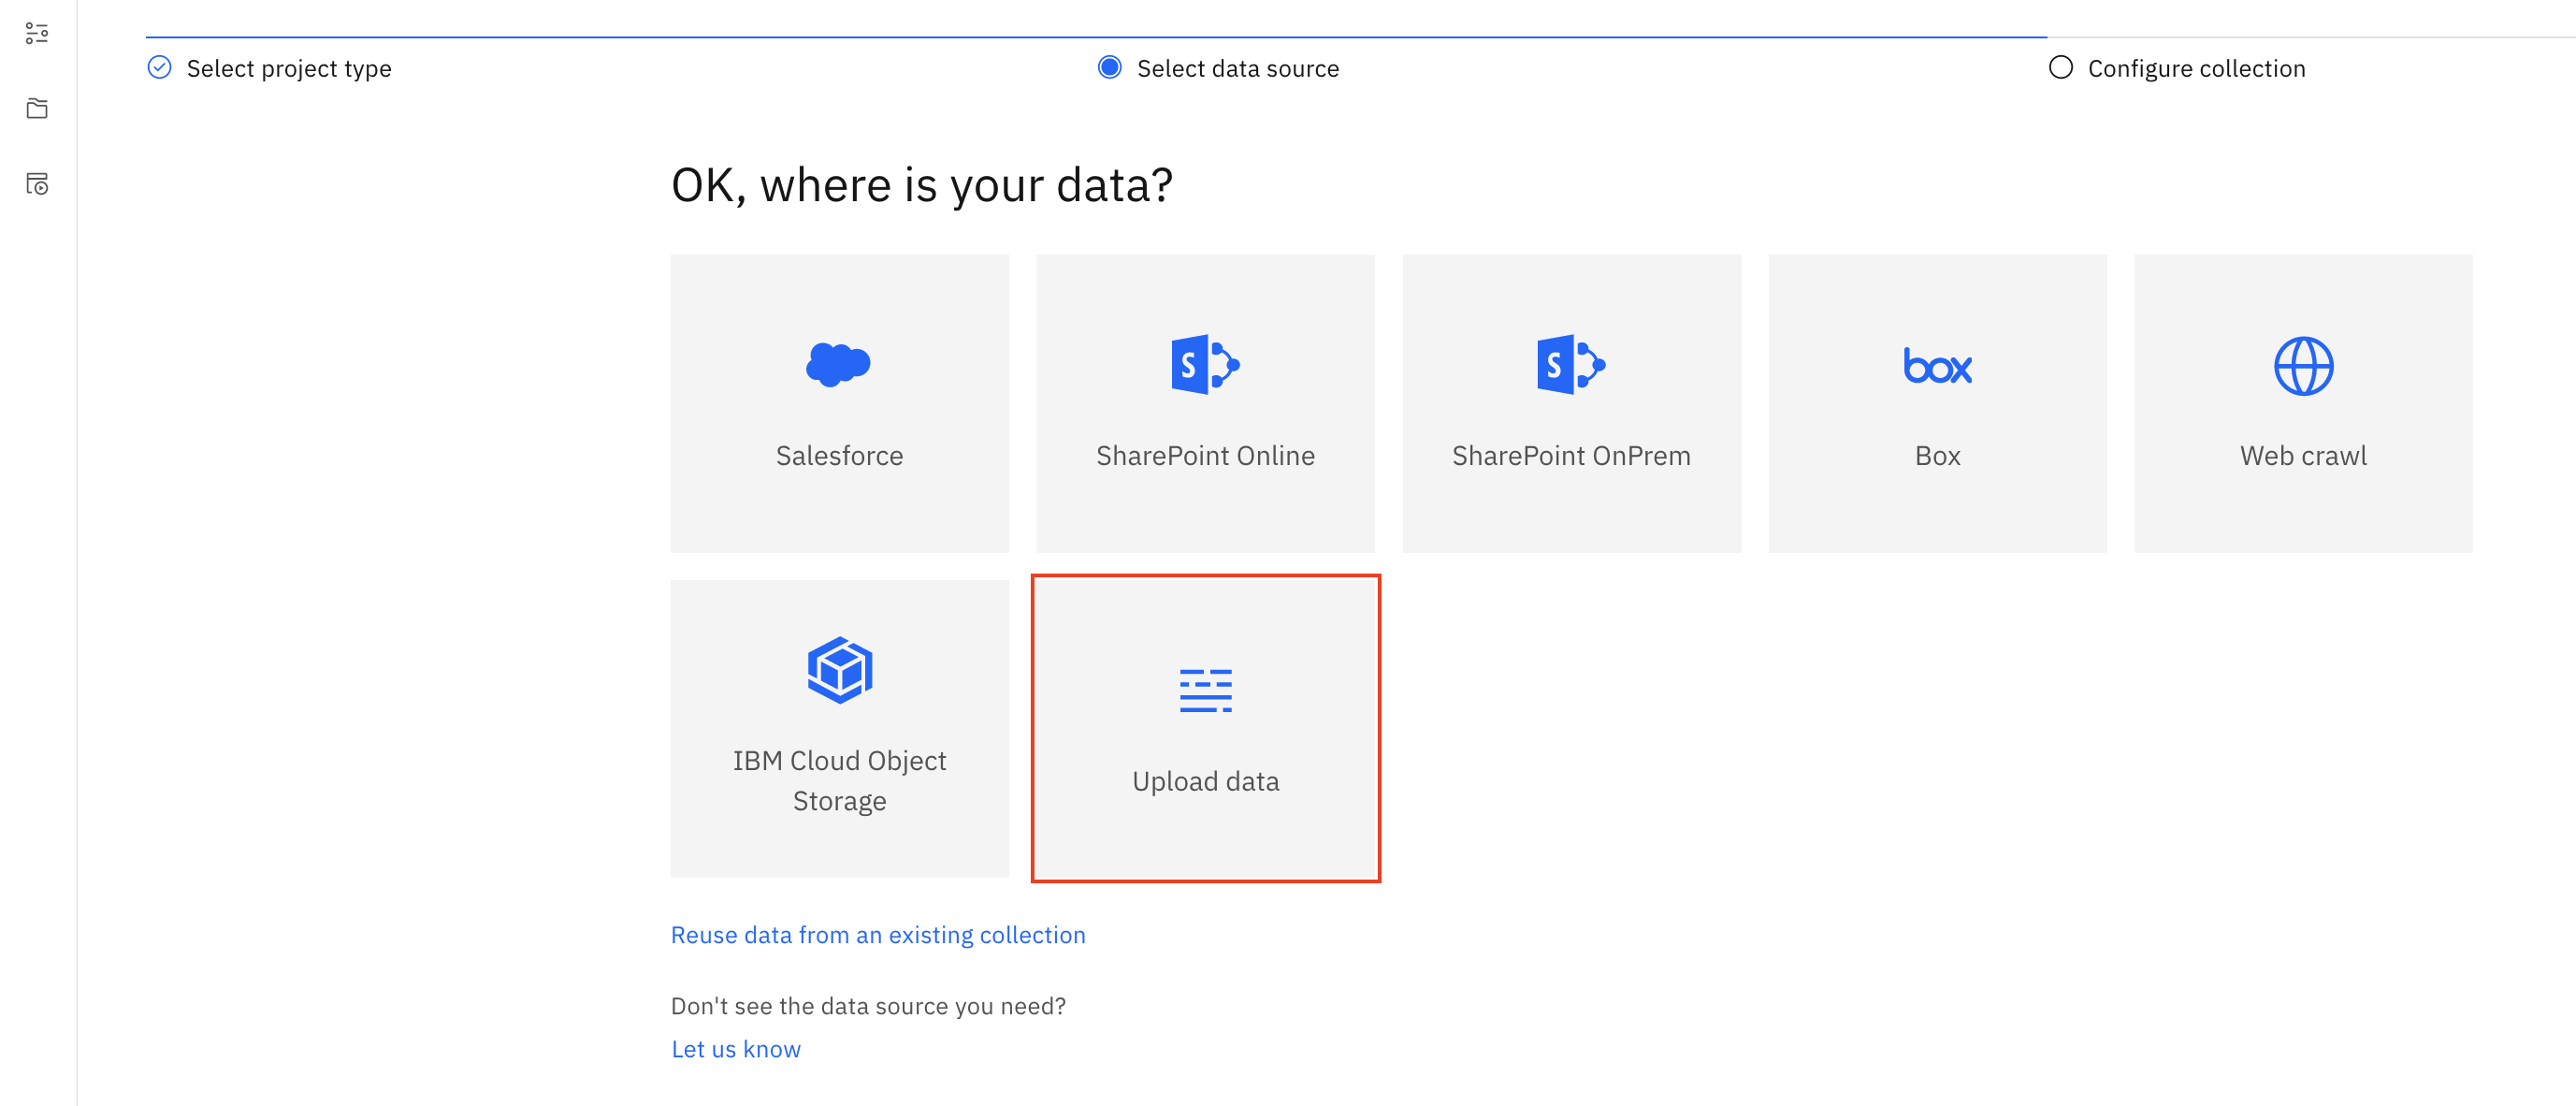 Select project type
Select data source
Configure collection
OK, where is your data?
S
S
box
Salesforce
SharePoint Online
SharePoint OnPrem
Box
Web crawl
IBM Cloud Object
Storage
Upload data
Reuse data from an existing collection
Don't see the data source you need?
Let us know